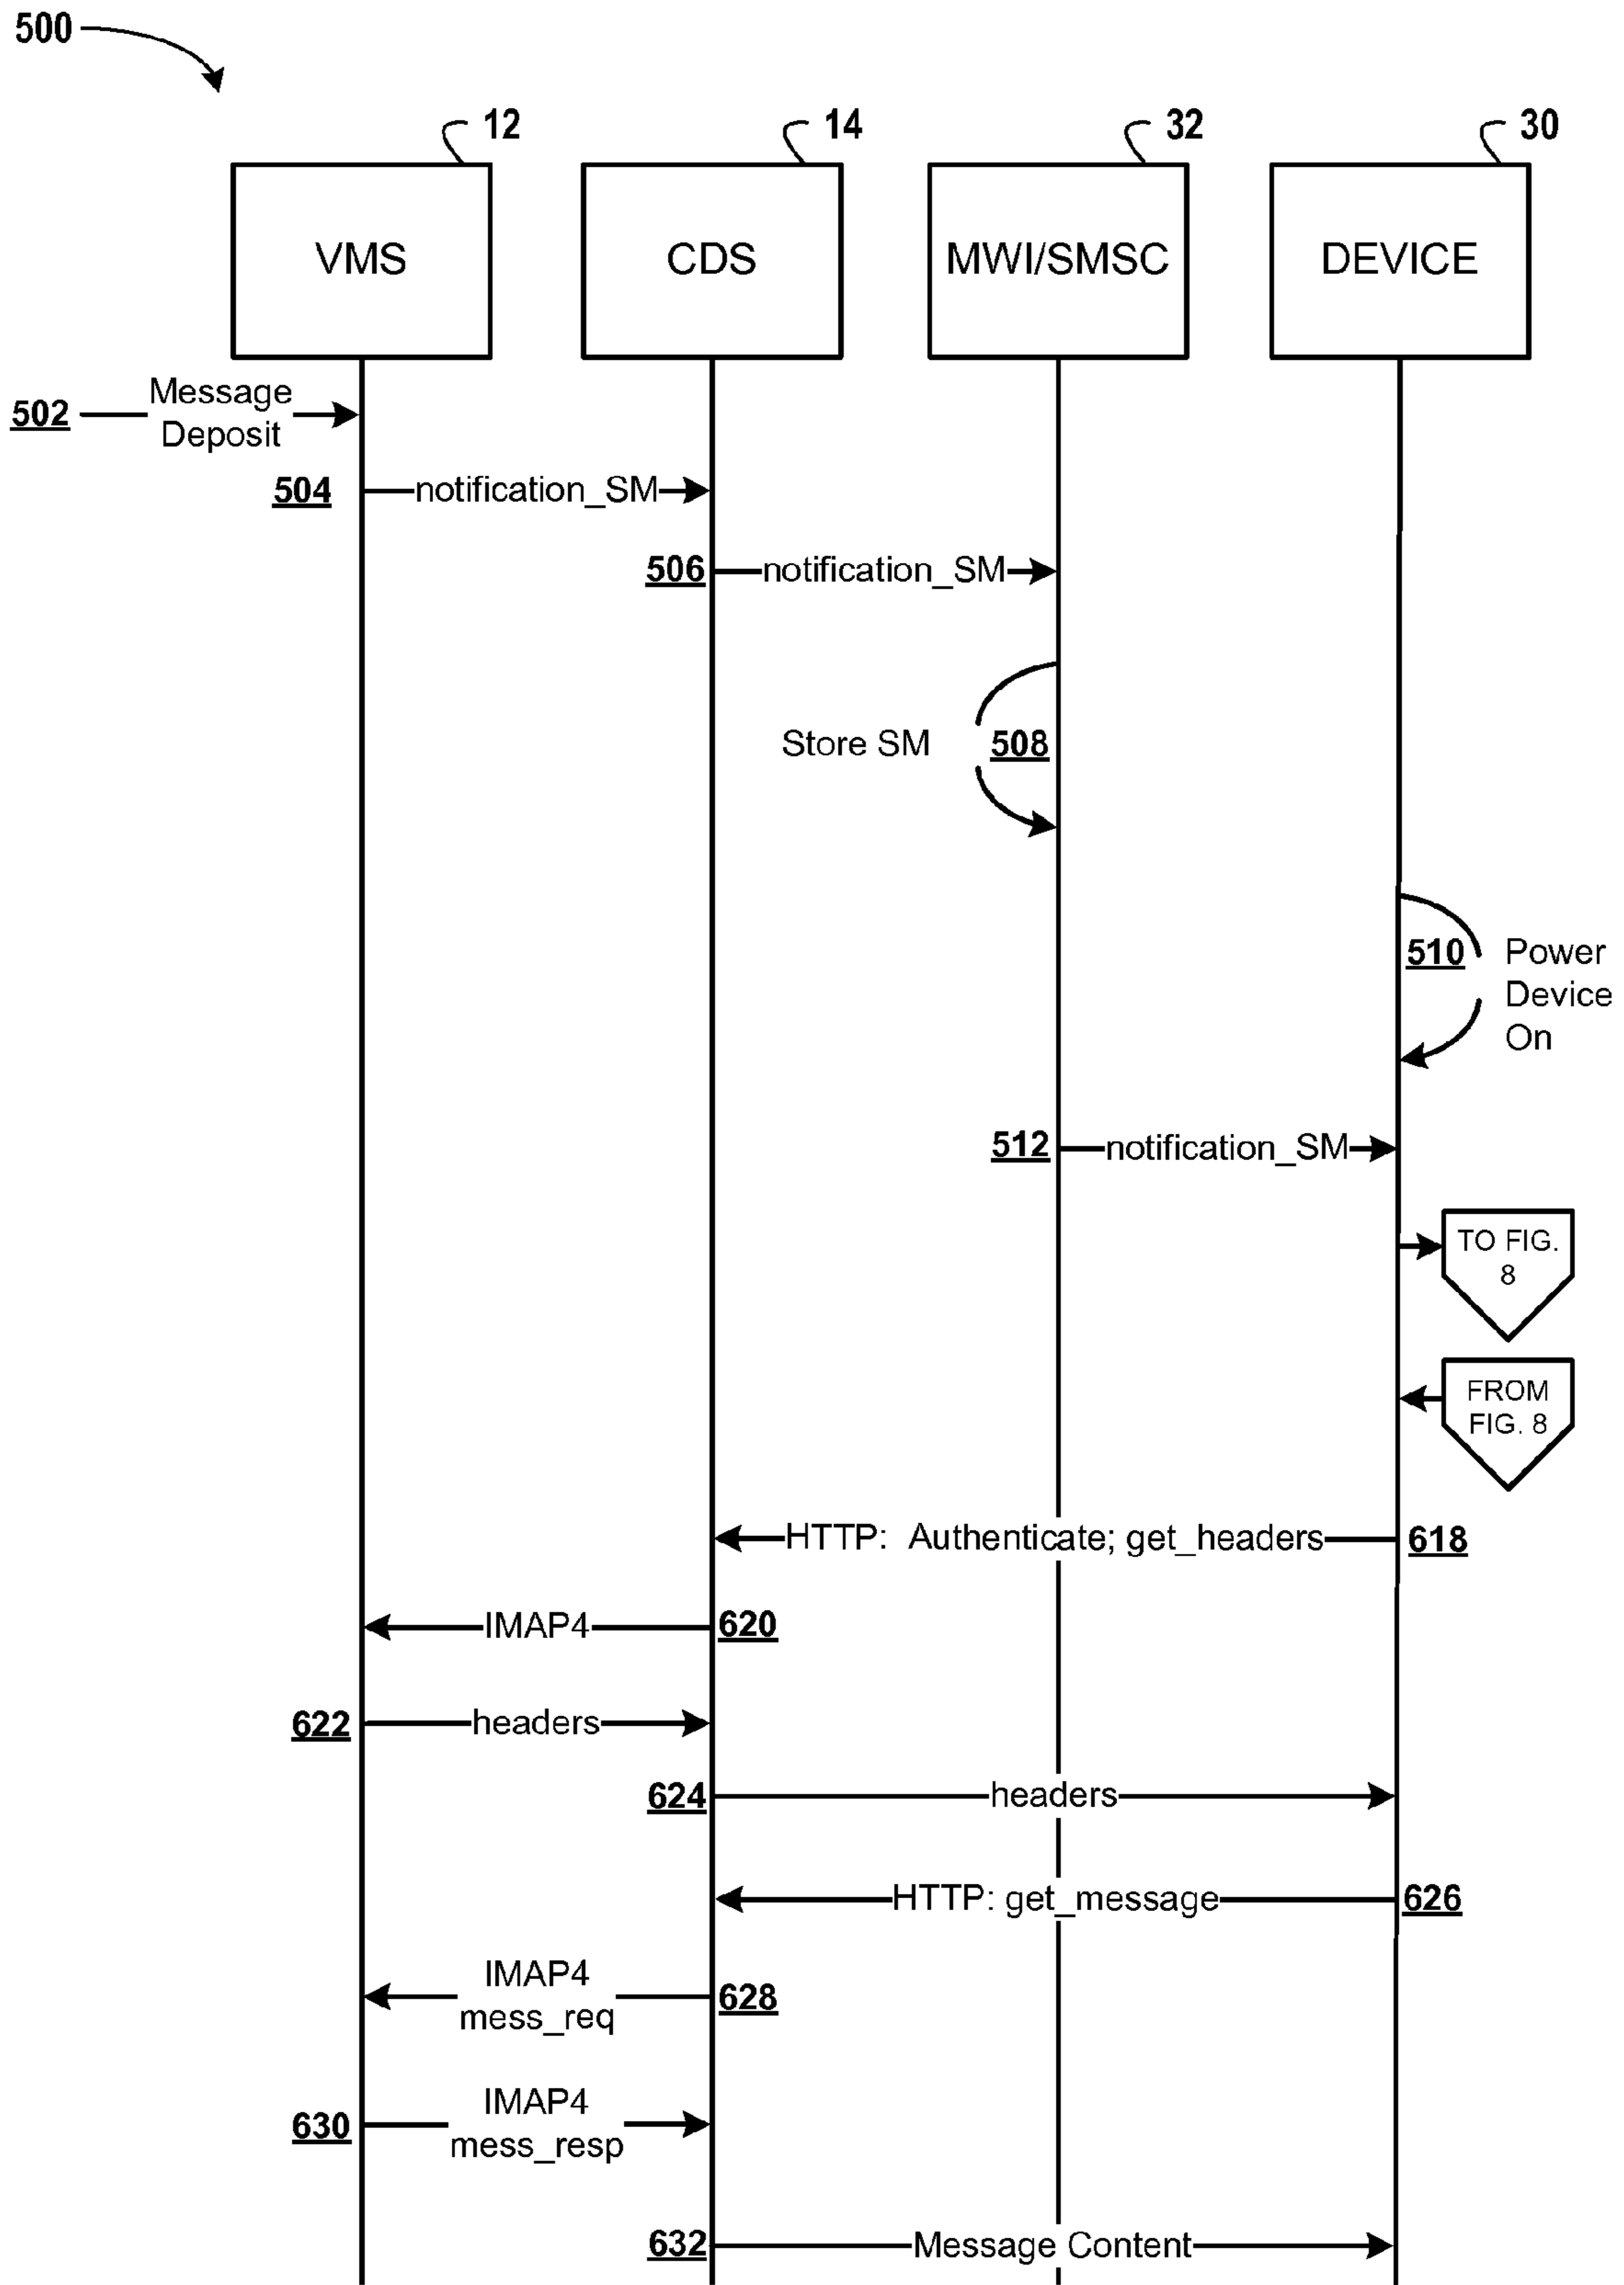 500
12
14
32
30
VMS
CDS
MWI/SMSC
DEVICE
502
Message
Deposit
504
notification_SM
506
notification_SM
Store SM
508
510
Power
Device
On
512
notification_SM
TO FIG.
8
FROM
FIG. 8
HTTP: Authenticate; get_headers
618
IMAP4
620
622
headers
624
headers
HTTP: get_message
626
IMAP4
mess_req
628
630
IMAP4
mess_resp
632
Message Content